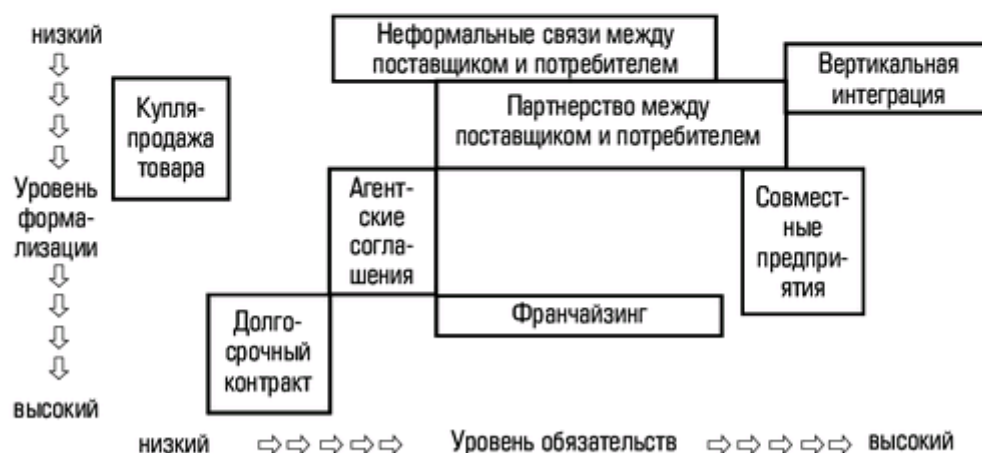 низкий
Неформальные связи между
поставщиком и потребителем
Вертикальная
интеграция
Купля-
продажа
товара
Партнерство между
поставщиком и потребителем
Уровень
форма-
лизации
Агент-
ские
согла-
шения
Совмест-
ные
предпри-
ятия
Долго-
срочный
контракт
Франчайзинг
высокий
низкий Уровень обязательств высокий